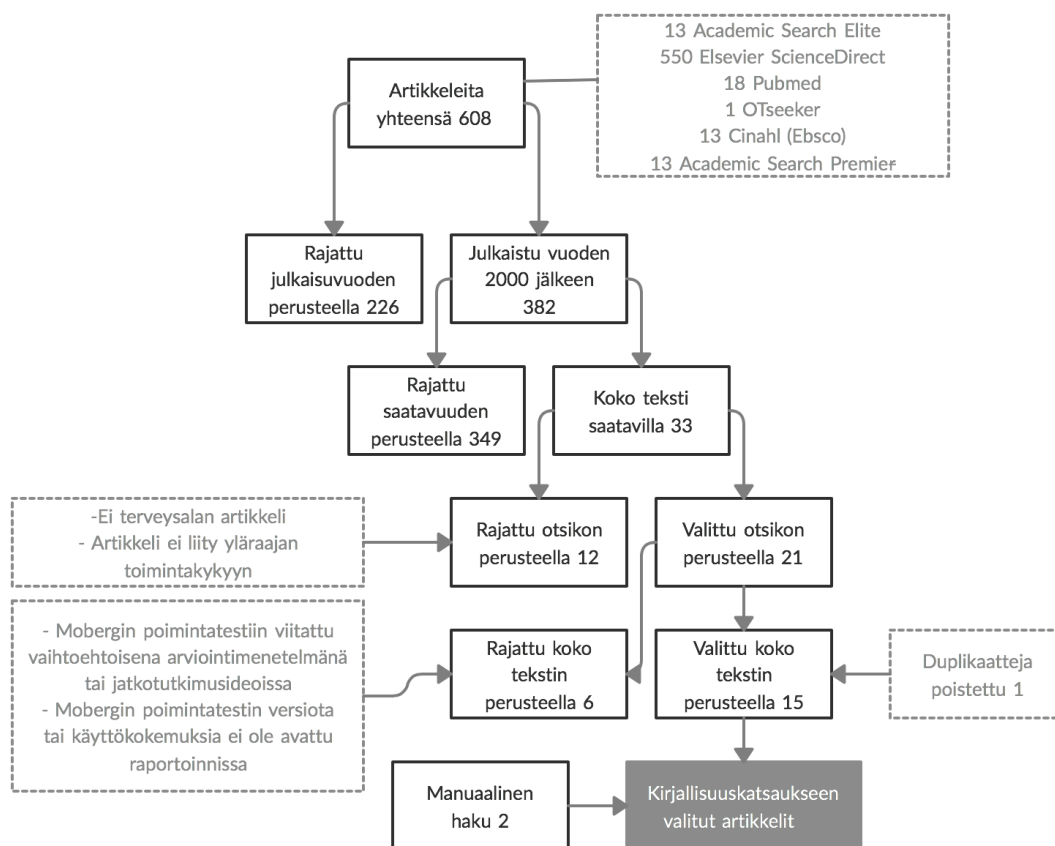 13 Academic Search Elite
550 Elsevier ScienceDirect
18 Pubmed
1 OTseeker
13 Cinahl (Ebsco)
13 Academic Search Premier
Artikkeleita
yhteensä 608
Rajattu
julkaisuvuoden
perusteella 226
Julkaistu vuoden
2000 jälkeen
382
Rajattu
saatavuuden
perusteella 349
Koko teksti
saatavilla 33
-Ei terveysalan artikkeli
- Artikkeli ei liity yläraajan
toimintakykyyn
Rajattu otsikon
perusteella 12
Valittu otsikon
perusteella 21
- Mobergin poimintatestiin viitattu
vaihtoehtoisena arviointimenetelmänä
tai jatkotutkimusideoissa
- Mobergin poimintatestin versiota
tai käyttökokemuksia ei ole avattu
raportoinnissa
Rajattu koko
tekstin
perusteella 6
Valittu koko
tekstin
perusteella 15
Duplikaatteja
poistettu 1
Manuaalinen
haku 2
Kirjallisuuskatsaukseen
valitut artikkelit